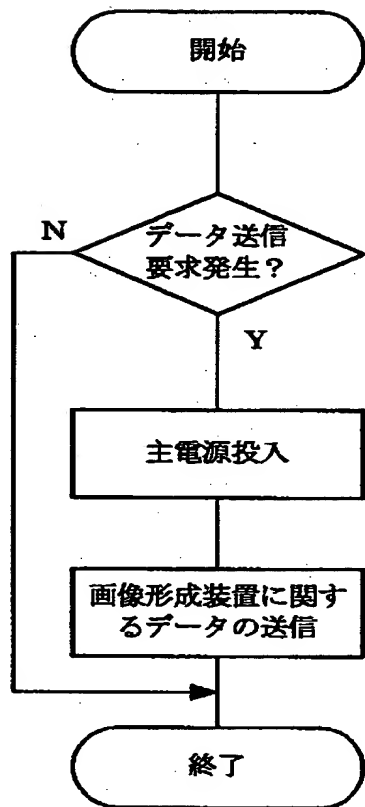 開始
データ送信
要求発生？
N
Y
主電源投入
画像形成装置に関す
るデータの送信
終了